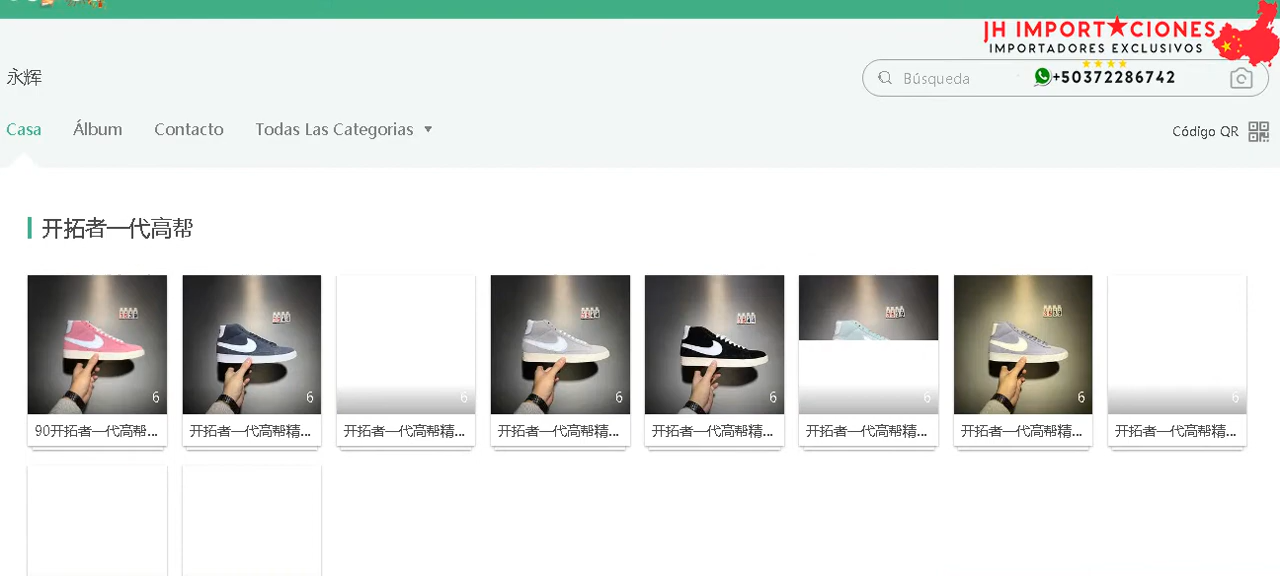 JH IMPORT★CIONES
IMPORTADORES EXCLUSIVOS
永辉
Búsqueda
+50372286742
Casa
Álbum
Contacto
Todas Las Categorias
Código QR
开拓者一代高帮
6
6
6
6
6
6
6
6
90开拓者一代高帮...
开拓者一代高帮精...
开拓者一代高帮精...
开拓者一代高帮精...
开拓者一代高帮精...
开拓者一代高帮精...
开拓者一代高帮精...
开拓者一代高帮精...